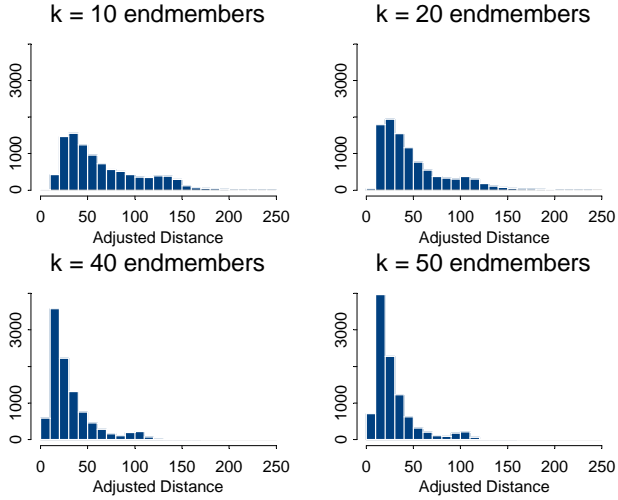 k = 10 endmembers
3000
1000
0
0 50 100 150 200 250
Adjusted Distance
k = 20 endmembers
3000
1000
0
0 50 100 150 200 250
Adjusted Distance
k = 40 endmembers
3000
1000
0
0 50 100 150 200 250
Adjusted Distance
k = 50 endmembers
3000
1000
0
0 50 100 150 200 250
Adjusted Distance